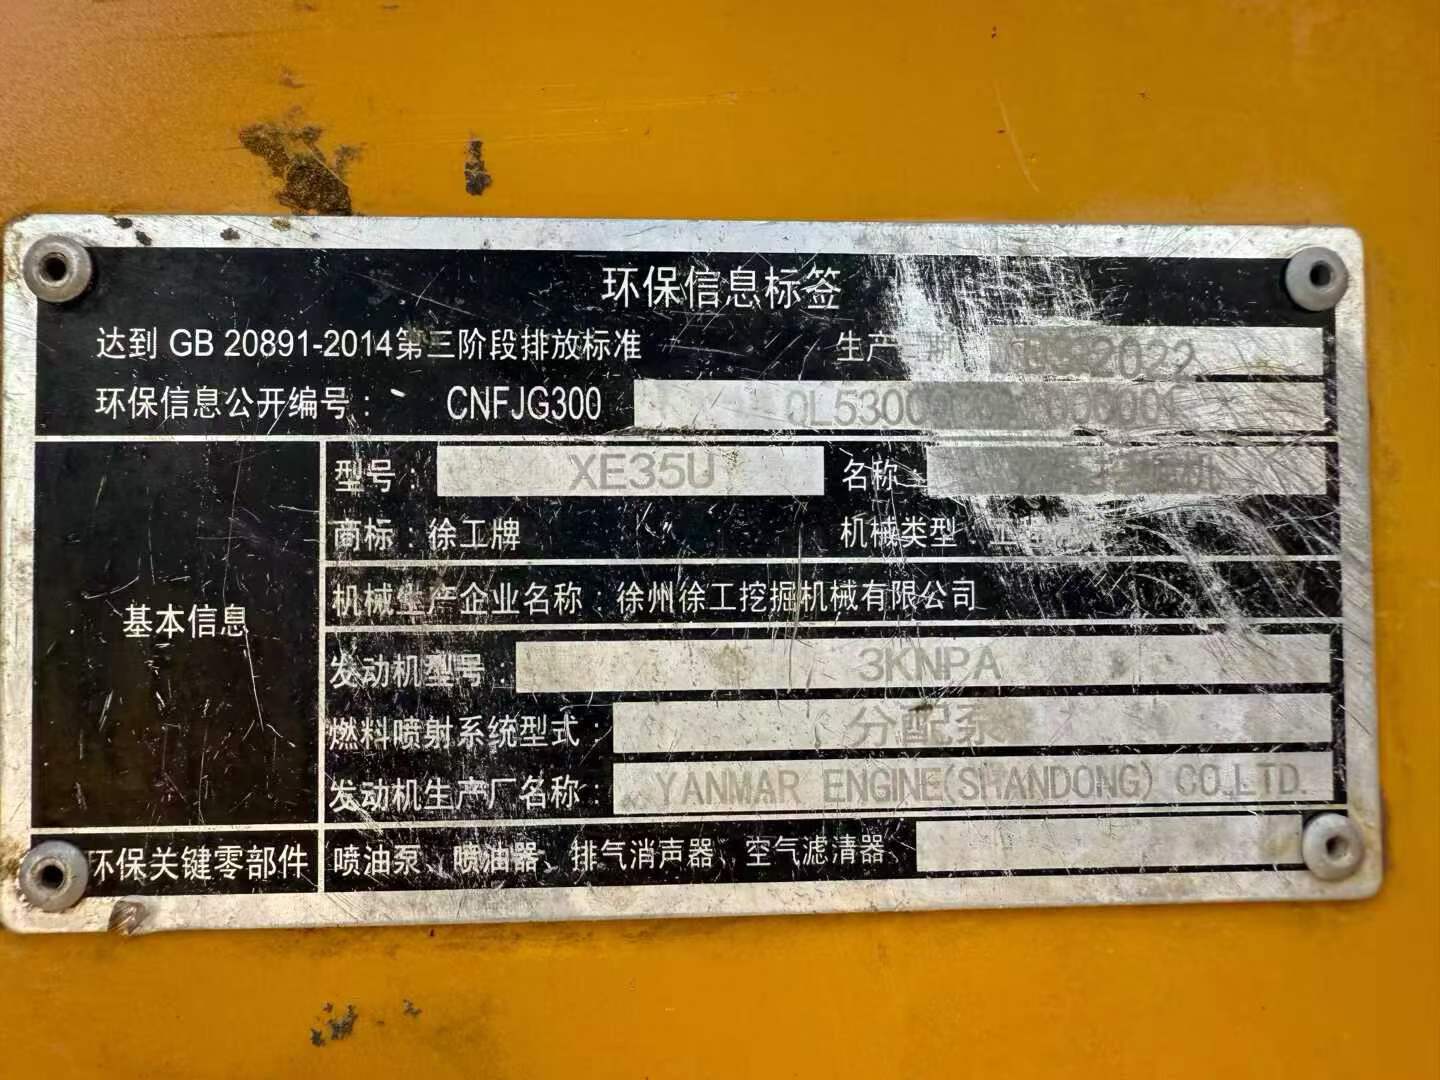 环保信息标签
达到 GB 20891-2014第三阶段排放标准 生产 2022
环保信息公开编号： CNFJG300 0L5300 000001
型号： XE35U 名称：
商标：徐工牌 机械类型：工程
机械生产企业名称：徐州徐工挖掘机械有限公司
基本信息
发动机型号： 3KNPA
燃料喷射系统型式： 分配泵
发动机生产厂名称： YANMAR ENGINE(SHANDONG) CO.,LTD.
环保关键零部件 喷油泵、喷油器、排气消声器、空气滤清器、